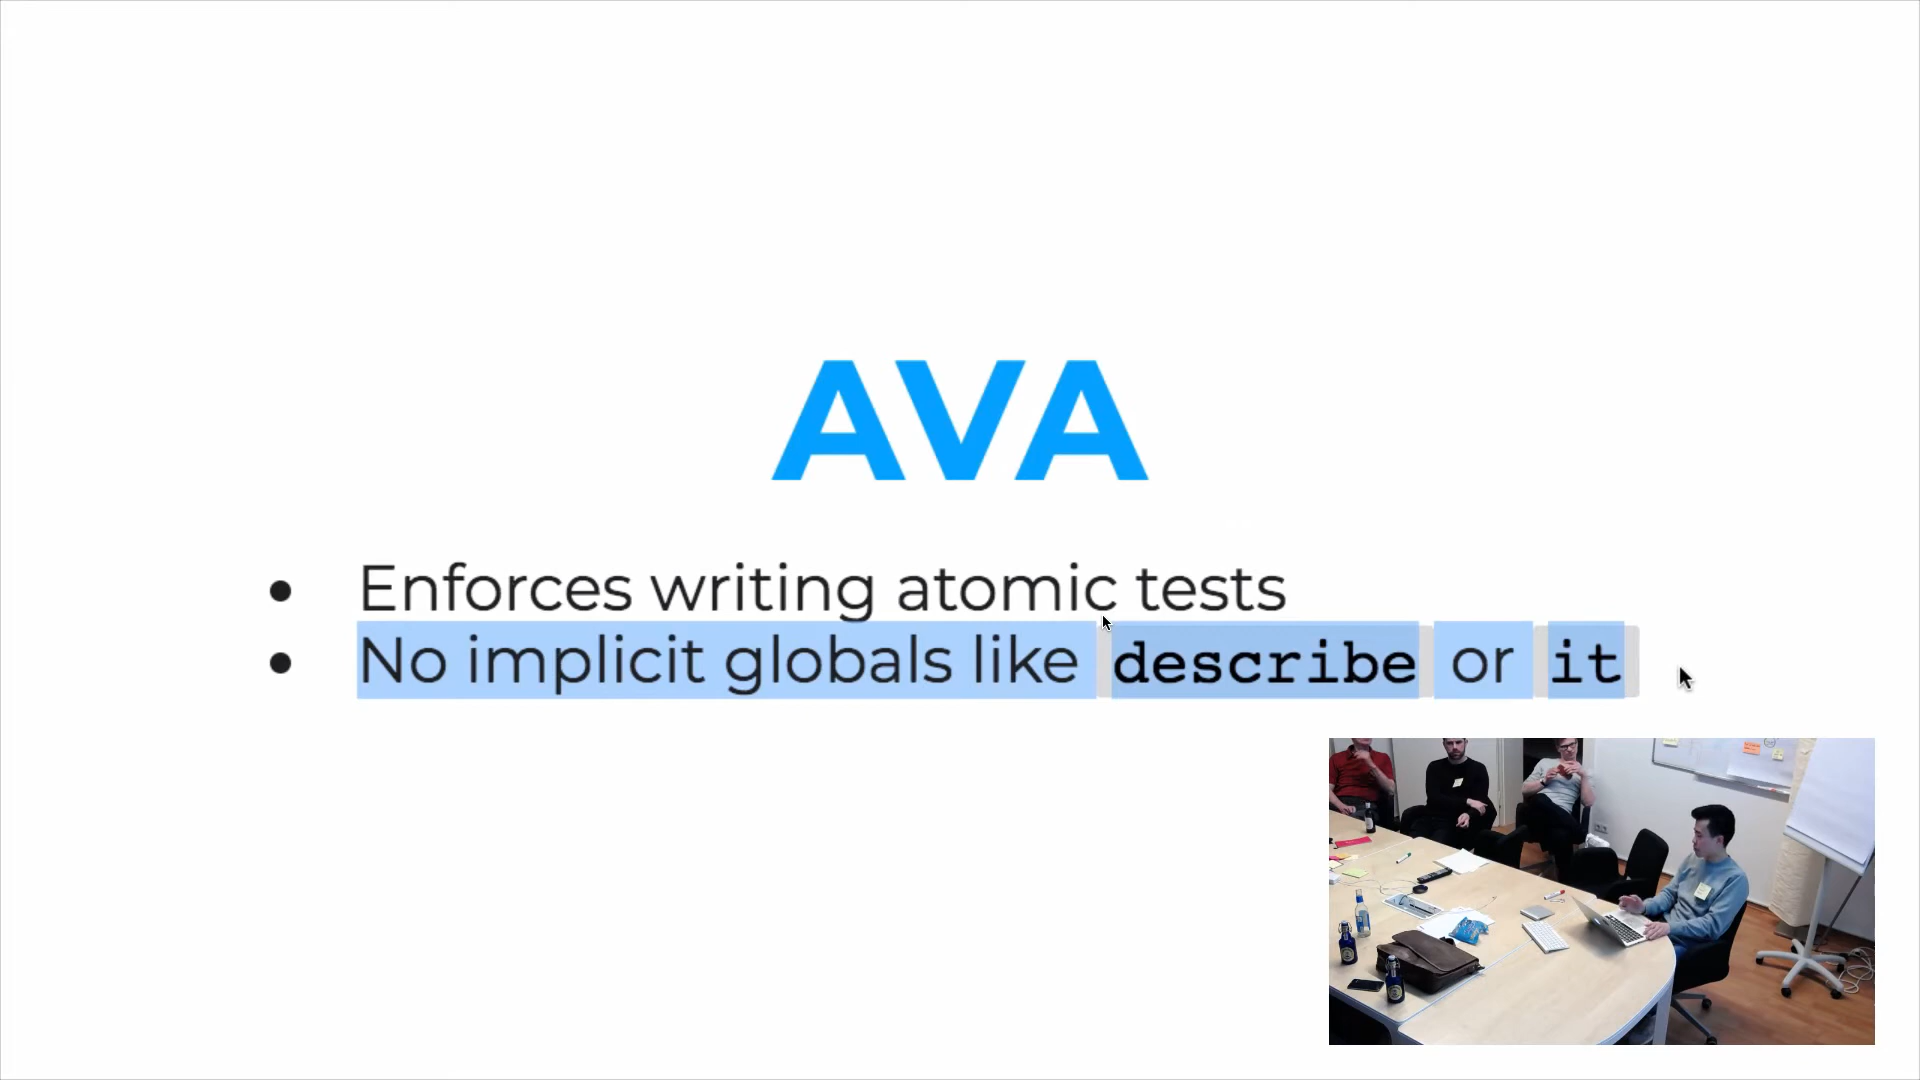 AVA
Enforces writing atomic tests
No implicit globals like describe or it